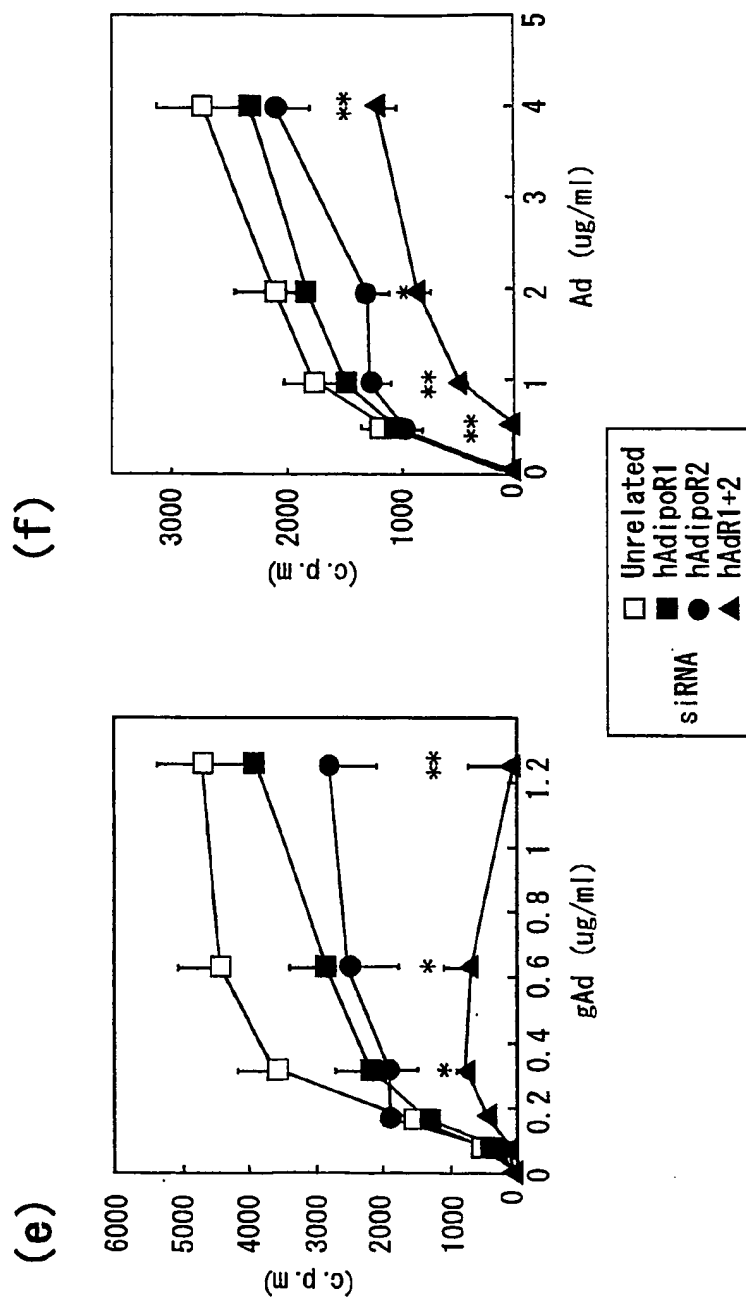 (e)
(c.p.m)
6000
5000
4000
3000
2000
1000
0
*
*
**
0 0.2 0.4 0.6 0.8 1 1.2
gAd (ug/ml)
(f)
(c.p.m)
3000
2000
1000
0
**
**
*
**
0 1 2 3 4 5
Ad (ug/ml)
siRNA
Unrelated
hAdipoR1
hAdipoR2
hAdR1+2